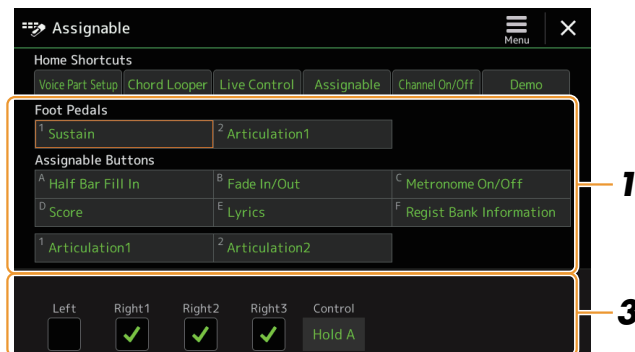 Assignable
Menu
Home Shortcuts
Voice Part Setup Chord Looper Live Control Assignable Channel On/Off Demo
Foot Pedals
1 Sustain 2 Articulation1
Assignable Buttons
A Half Bar Fill In B Fade In/Out C Metronome On/Off
1
D Score E Lyrics F Regist Bank Information
1 Articulation1 2 Articulation2
Left Right1 Right2 Right3 Control
3
Hold A